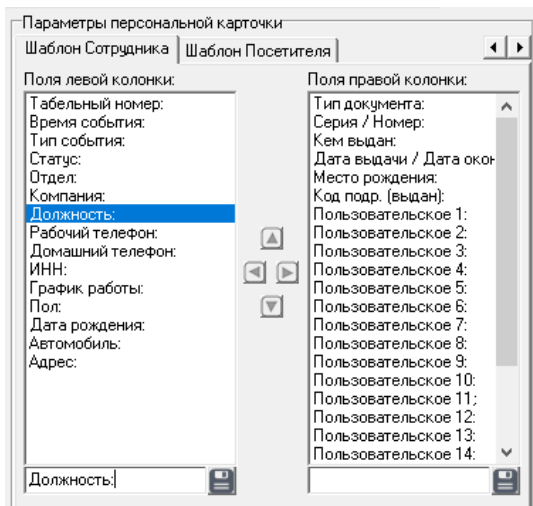 Параметры персональной карточки
Шаблон Сотрудника
Шаблон Посетителя
Поля левой колонки:
Табельный номер:
Время события:
Тип события:
Статус:
Отдел:
Компания:
Должность:
Рабочий телефон:
Домашний телефон:
ИНН:
График работы:
Пол:
Дата рождения:
Автомобиль:
Адрес:
Должность:
Поля правой колонки:
Тип документа:
Серия / Номер:
Кем выдан:
Дата выдачи / Дата окон
Место рождения:
Код подр. (выдан):
Пользовательское 1:
Пользовательское 2:
Пользовательское 3:
Пользовательское 4:
Пользовательское 5:
Пользовательское 6:
Пользовательское 7:
Пользовательское 8:
Пользовательское 9:
Пользовательское 10:
Пользовательское 11;
Пользовательское 12:
Пользовательское 13:
Пользовательское 14: